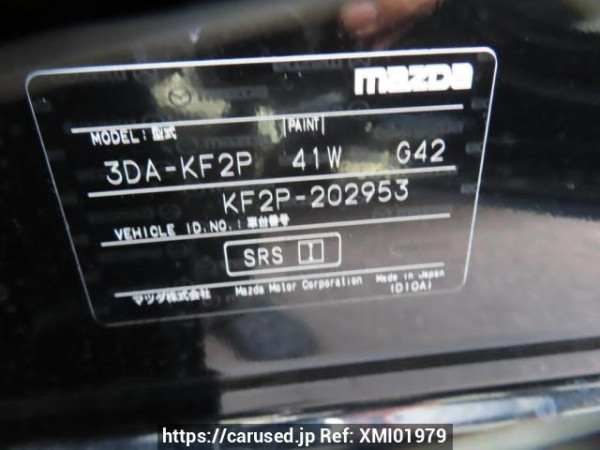 mazda
MODEL:型式 PAINT
3DA-KF2P 41W G42
KF2P-202953
VEHICLE ID.NO.:車台番号
SRS I
マツダ株式会社 Mazda Motor Corporation Made in Japan
(D10A)
https://carused.jp Ref: XMI01979